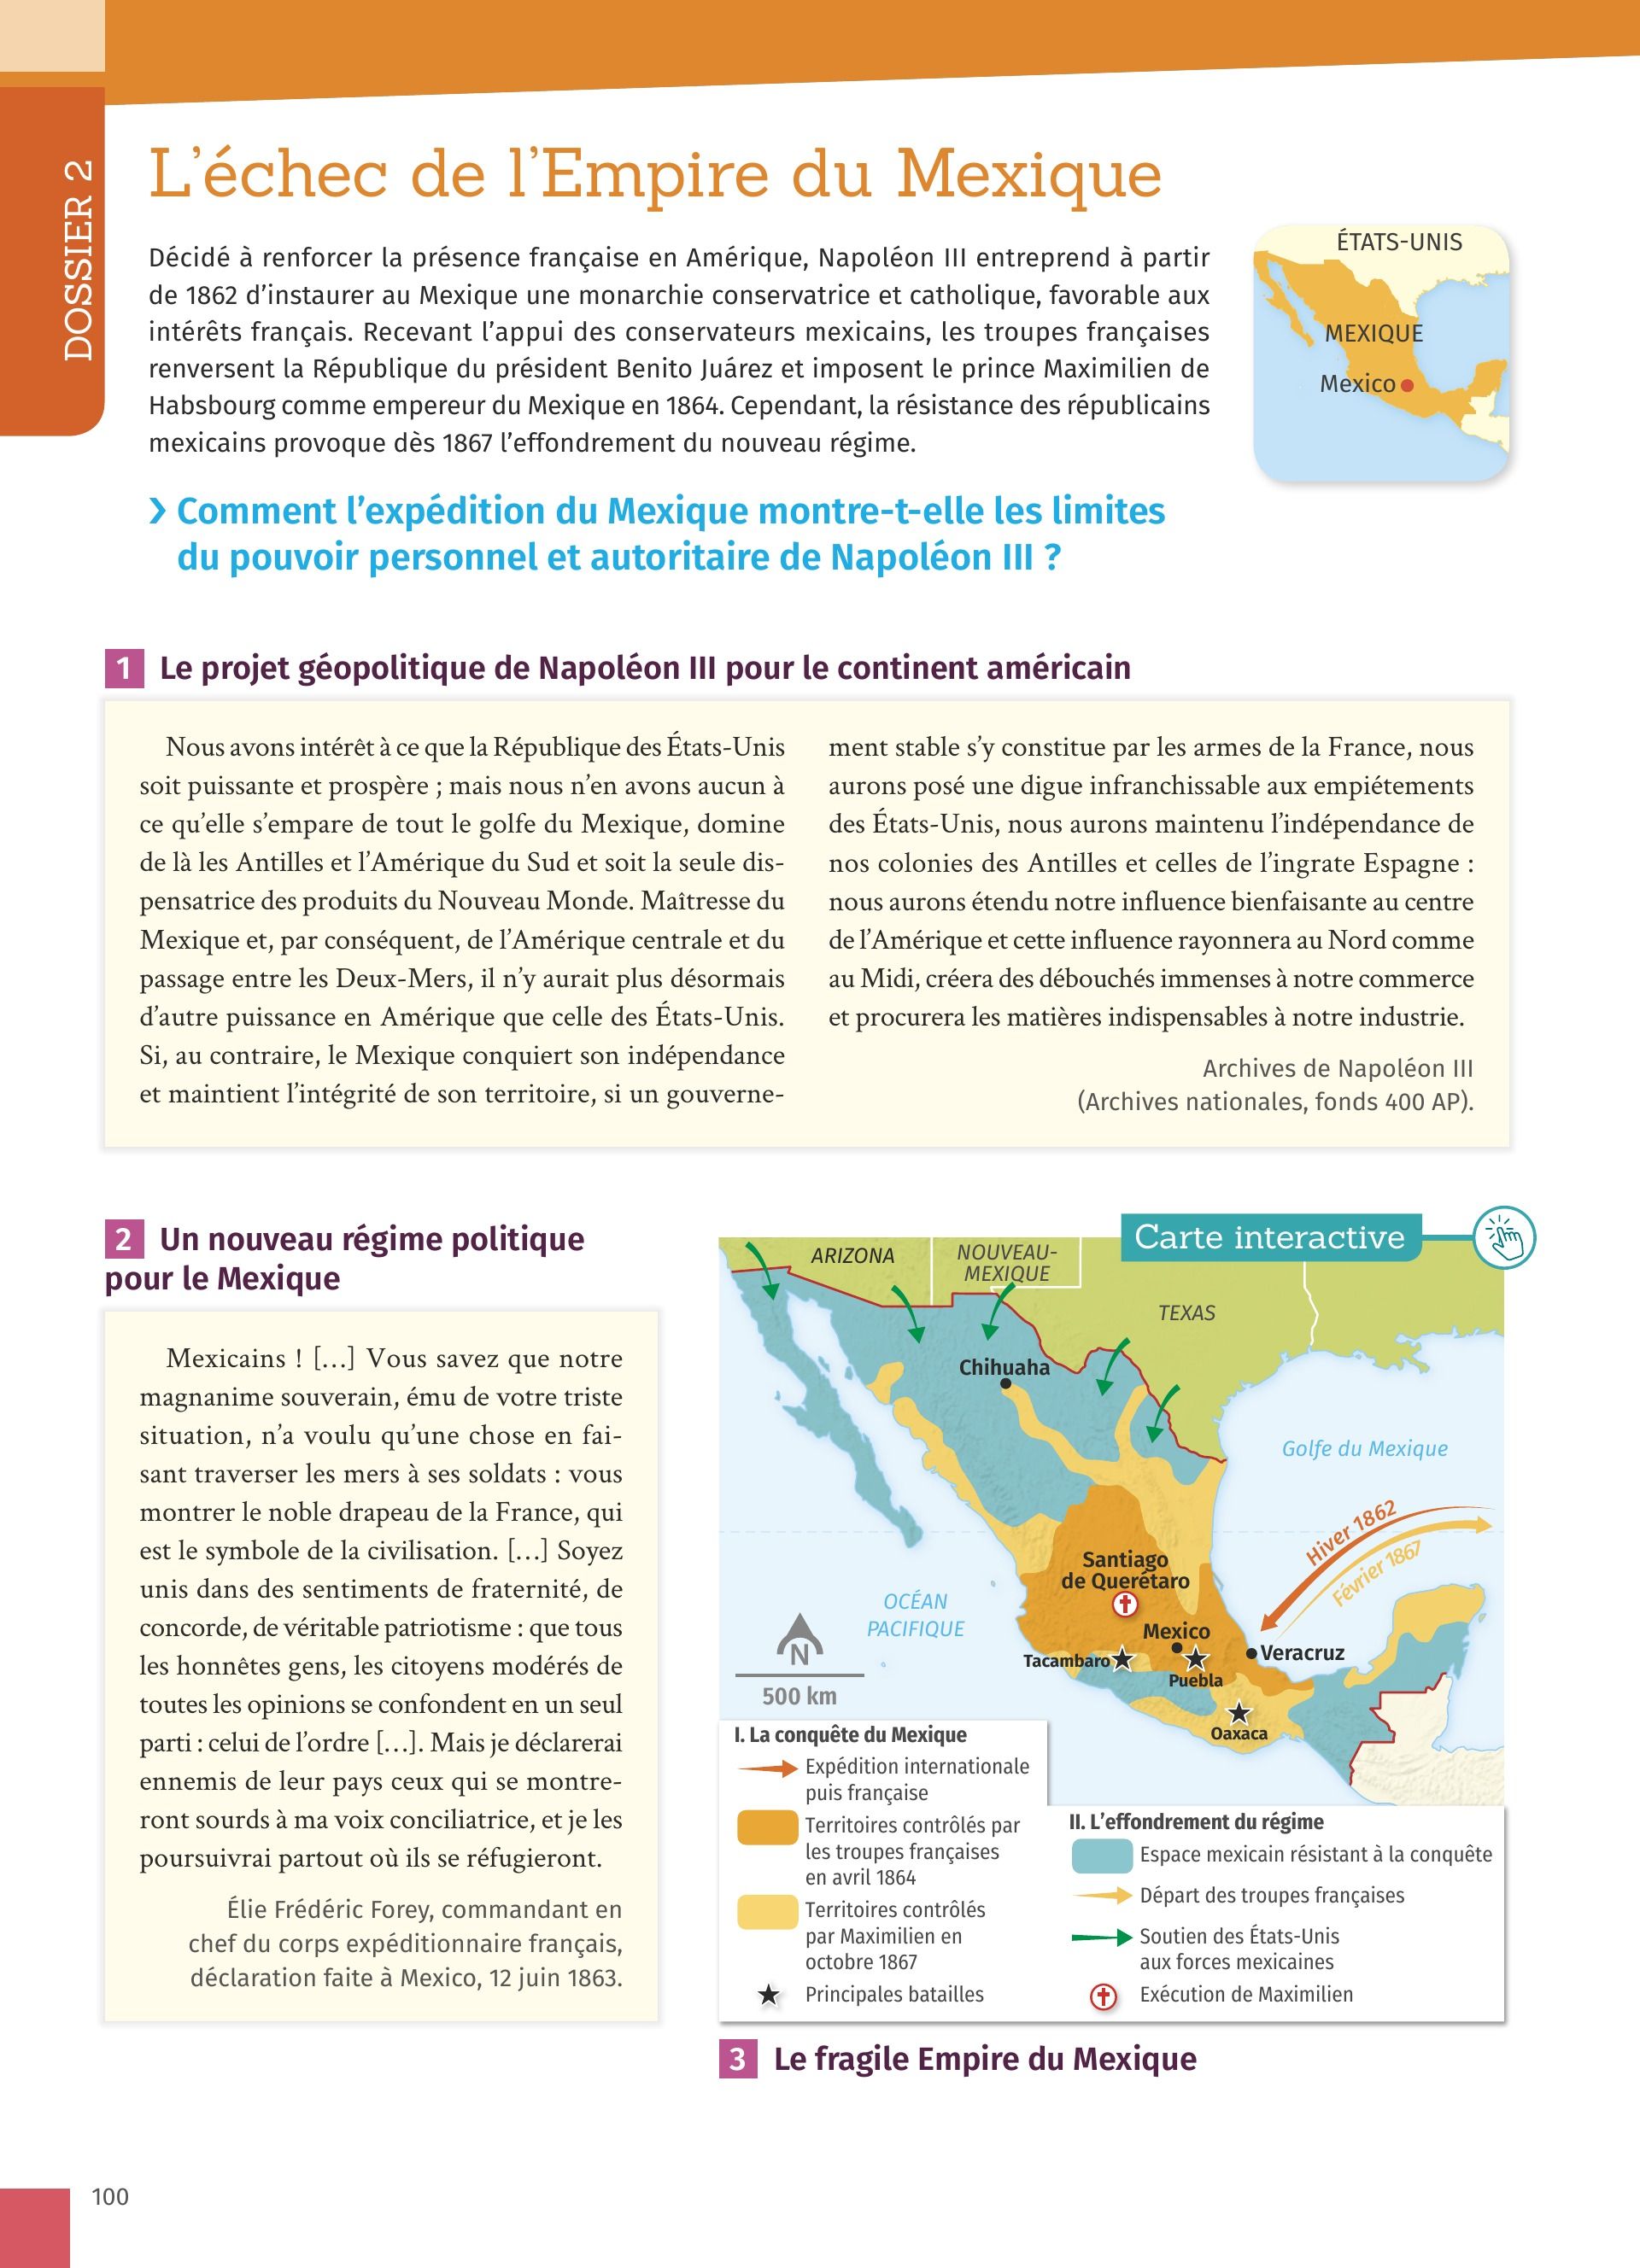 DOSSIER 2
L’échec de l’Empire du Mexique
Décidé à renforcer la présence française en Amérique, Napoléon III entreprend à partir
de 1862 d’instaurer au Mexique une monarchie conservatrice et catholique, favorable aux
intérêts français. Recevant l’appui des conservateurs mexicains, les troupes françaises
renversent la République du président Benito Juárez et imposent le prince Maximilien de
Habsbourg comme empereur du Mexique en 1864. Cependant, la résistance des républicains
mexicains provoque dès 1867 l’effondrement du nouveau régime.
ÉTATS-UNIS
MEXIQUE
Mexico
› Comment l’expédition du Mexique montre-t-elle les limites
du pouvoir personnel et autoritaire de Napoléon III ?
1 Le projet géopolitique de Napoléon III pour le continent américain
Nous avons intérêt à ce que la République des États-Unis
soit puissante et prospère ; mais nous n’en avons aucun à
ce qu’elle s’empare de tout le golfe du Mexique, domine
de là les Antilles et l’Amérique du Sud et soit la seule dis-
pensatrice des produits du Nouveau Monde. Maîtresse du
Mexique et, par conséquent, de l’Amérique centrale et du
passage entre les Deux-Mers, il n’y aurait plus désormais
d’autre puissance en Amérique que celle des États-Unis.
Si, au contraire, le Mexique conquiert son indépendance
et maintient l’intégrité de son territoire, si un gouverne-
ment stable s’y constitue par les armes de la France, nous
aurons posé une digue infranchissable aux empiétements
des États-Unis, nous aurons maintenu l’indépendance de
nos colonies des Antilles et celles de l’ingrate Espagne :
nous aurons étendu notre influence bienfaisante au centre
de l’Amérique et cette influence rayonnera au Nord comme
au Midi, créera des débouchés immenses à notre commerce
et procurera les matières indispensables à notre industrie.
Archives de Napoléon III
(Archives nationales, fonds 400 AP).
2 Un nouveau régime politique
pour le Mexique
Mexicains ! […] Vous savez que notre
magnanime souverain, ému de votre triste
situation, n’a voulu qu’une chose en fai-
sant traverser les mers à ses soldats : vous
montrer le noble drapeau de la France, qui
est le symbole de la civilisation. […] Soyez
unis dans des sentiments de fraternité, de
concorde, de véritable patriotisme : que tous
les honnêtes gens, les citoyens modérés de
toutes les opinions se confondent en un seul
parti : celui de l’ordre […]. Mais je déclarerai
ennemis de leur pays ceux qui se montre-
ront sourds à ma voix conciliatrice, et je les
poursuivrai partout où ils se réfugieront.
Élie Frédéric Forey, commandant en
chef du corps expéditionnaire français,
déclaration faite à Mexico, 12 juin 1863.
Carte interactive
ARIZONA
NOUVEAU-
MEXIQUE
TEXAS
Chihuaha
Golfe du Mexique
Hiver 1862
Février 1867
Santiago
de Querétaro
OCÉAN
PACIFIQUE
Mexico
Veracruz
Tacambaro
Puebla
Oaxaca
N
500 km
I. La conquête du Mexique
Expédition internationale
puis française
Territoires contrôlés par
les troupes françaises
en avril 1864
Territoires contrôlés
par Maximilien en
octobre 1867
Principales batailles
II. L’effondrement du régime
Espace mexicain résistant à la conquête
Départ des troupes françaises
Soutien des États-Unis
aux forces mexicaines
Exécution de Maximilien
3 Le fragile Empire du Mexique
100